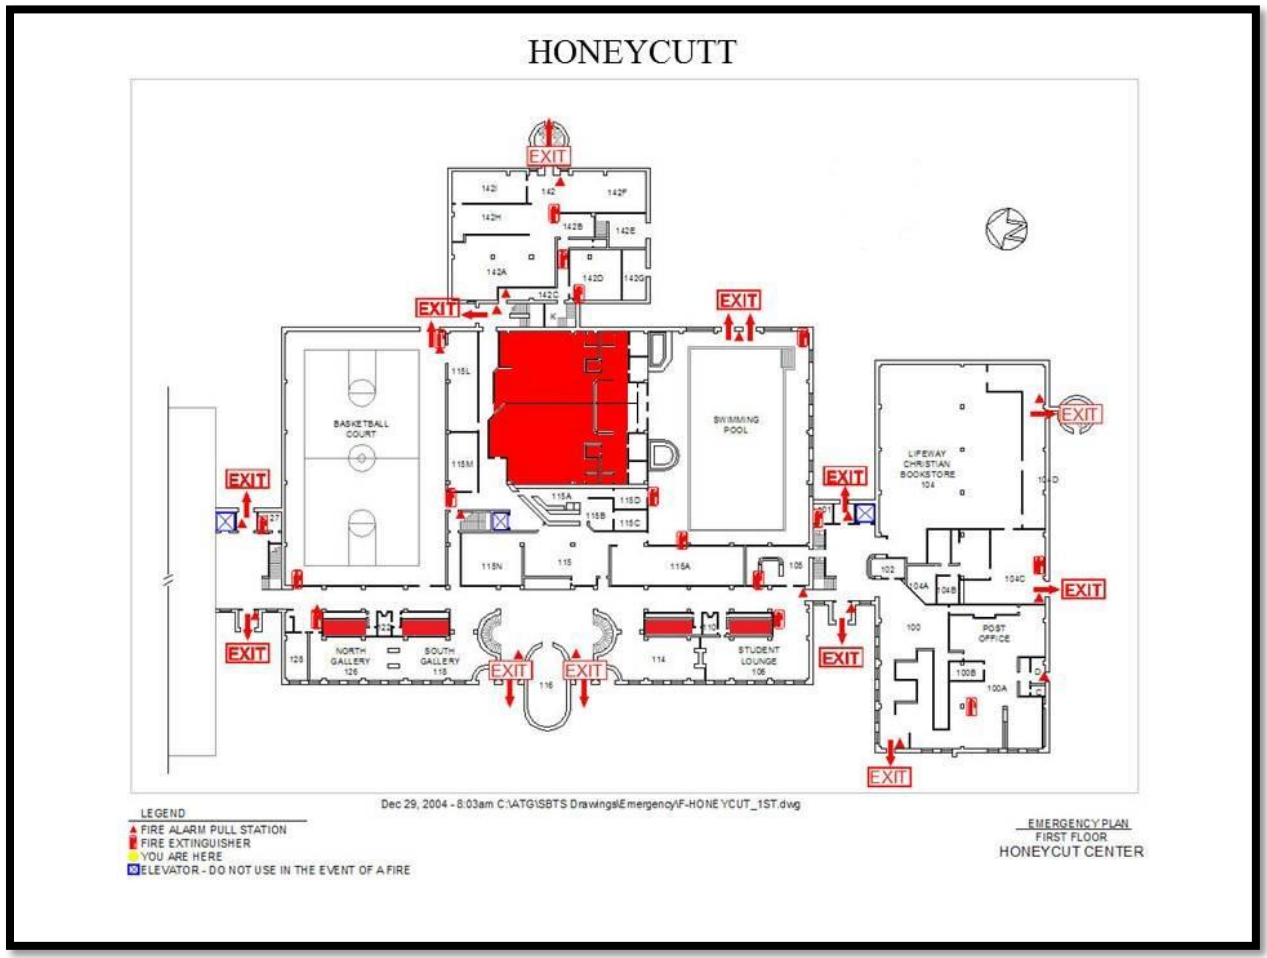 HONEYCUTT
EXIT
142I
142
142F
142H
142B
142E
142A
142D
142G
142C
K
EXIT
EXIT
115L
BASKETBALL
COURT
SWIMMING
POOL
EXIT
LIFEWAY
CHRISTIAN
BOOKSTORE
104
104D
115M
EXIT
EXIT
115A
115D
115B
115C
115N
115
115A
105
102
104A
104B
104C
EXIT
NORTH
GALLERY
126
SOUTH
GALLERY
118
128
110
114
STUDENT
LOUNGE
106
100
POST
OFFICE
EXIT
EXIT
EXIT
EXIT
116
100B
100A
D
C
EXIT
Dec 29, 2004 - 8:03am C:\ATG\SBTS Drawings\Emergency\F-HONEYCUT_1ST.dwg
LEGEND
FIRE ALARM PULL STATION
FIRE EXTINGUISHER
YOU ARE HERE
ELEVATOR - DO NOT USE IN THE EVENT OF A FIRE
EMERGENCY PLAN
FIRST FLOOR
HONEYCUT CENTER